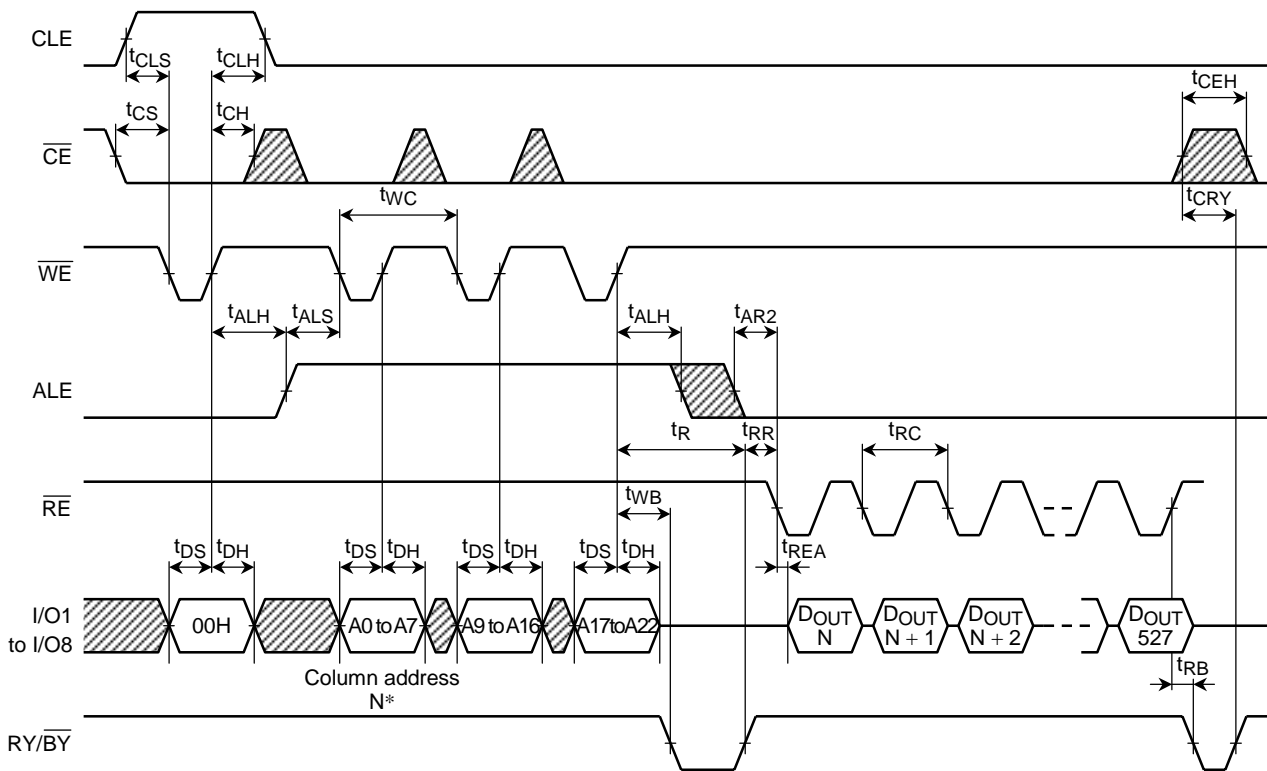 CLE
tCLS
tCLH
tCEH
tCS
tCH
CE
tWC
tCRY
WE
tALH
tALS
tALH
tAR2
ALE
tR
tRR
tRC
RE
tWB
tREA
tDS
tDH
tDS
tDH
tDS
tDH
tDS
tDH
I/O1
to I/O8
00H
A0 to A7
A9 to A16
A17 to A22
DOUT
N
DOUT
N + 1
DOUT
N + 2
DOUT
527
Column address
N*
tRB
RY/BY